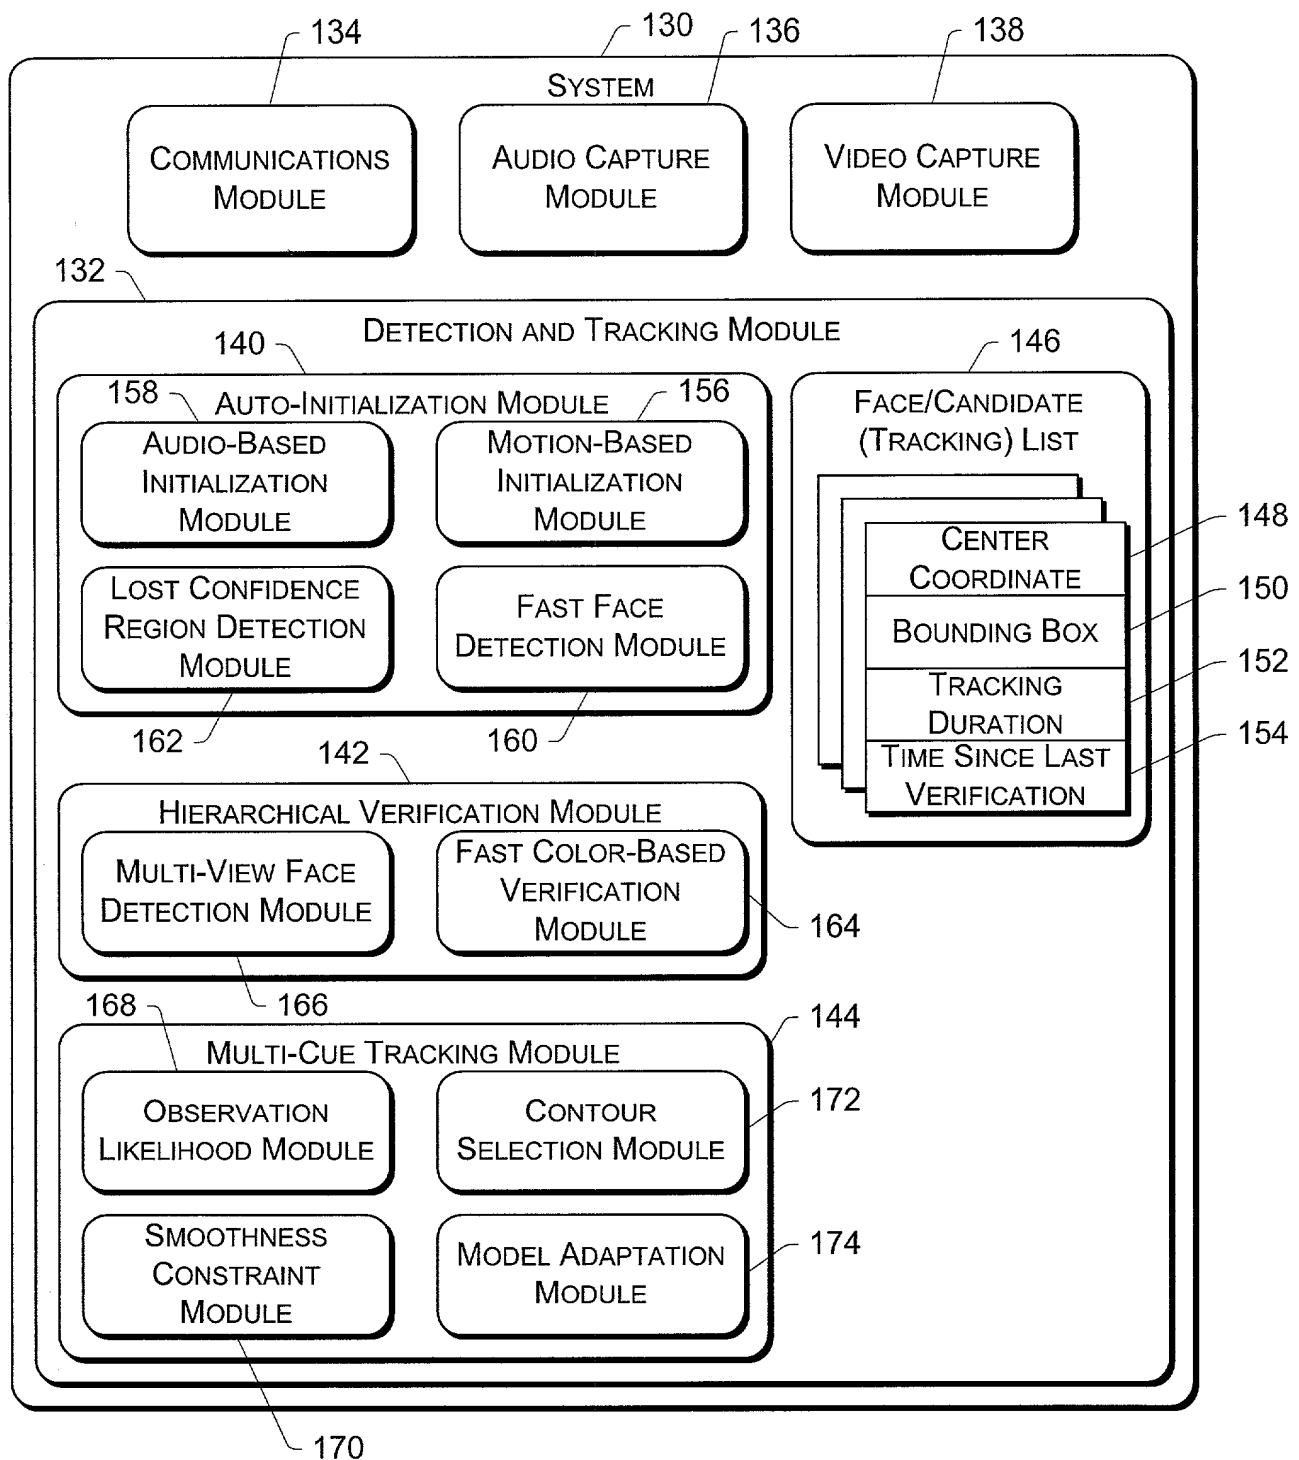 134
130
136
138
SYSTEM
COMMUNICATIONS
MODULE
AUDIO CAPTURE
MODULE
VIDEO CAPTURE
MODULE
132
DETECTION AND TRACKING MODULE
140
146
158
156
AUTO-INITIALIZATION MODULE
AUDIO-BASED
INITIALIZATION
MODULE
MOTION-BASED
INITIALIZATION
MODULE
LOST CONFIDENCE
REGION DETECTION
MODULE
FAST FACE
DETECTION MODULE
162
160
FACE/CANDIDATE
(TRACKING) LIST
CENTER
COORDINATE
148
BOUNDING BOX
150
TRACKING
DURATION
152
TIME SINCE LAST
VERIFICATION
154
142
HIERARCHICAL VERIFICATION MODULE
MULTI-VIEW FACE
DETECTION MODULE
FAST COLOR-BASED
VERIFICATION
MODULE
164
166
168
144
MULTI-CUE TRACKING MODULE
OBSERVATION
LIKELIHOOD MODULE
CONTOUR
SELECTION MODULE
172
SMOOTHNESS
CONSTRAINT
MODULE
MODEL ADAPTATION
MODULE
174
170